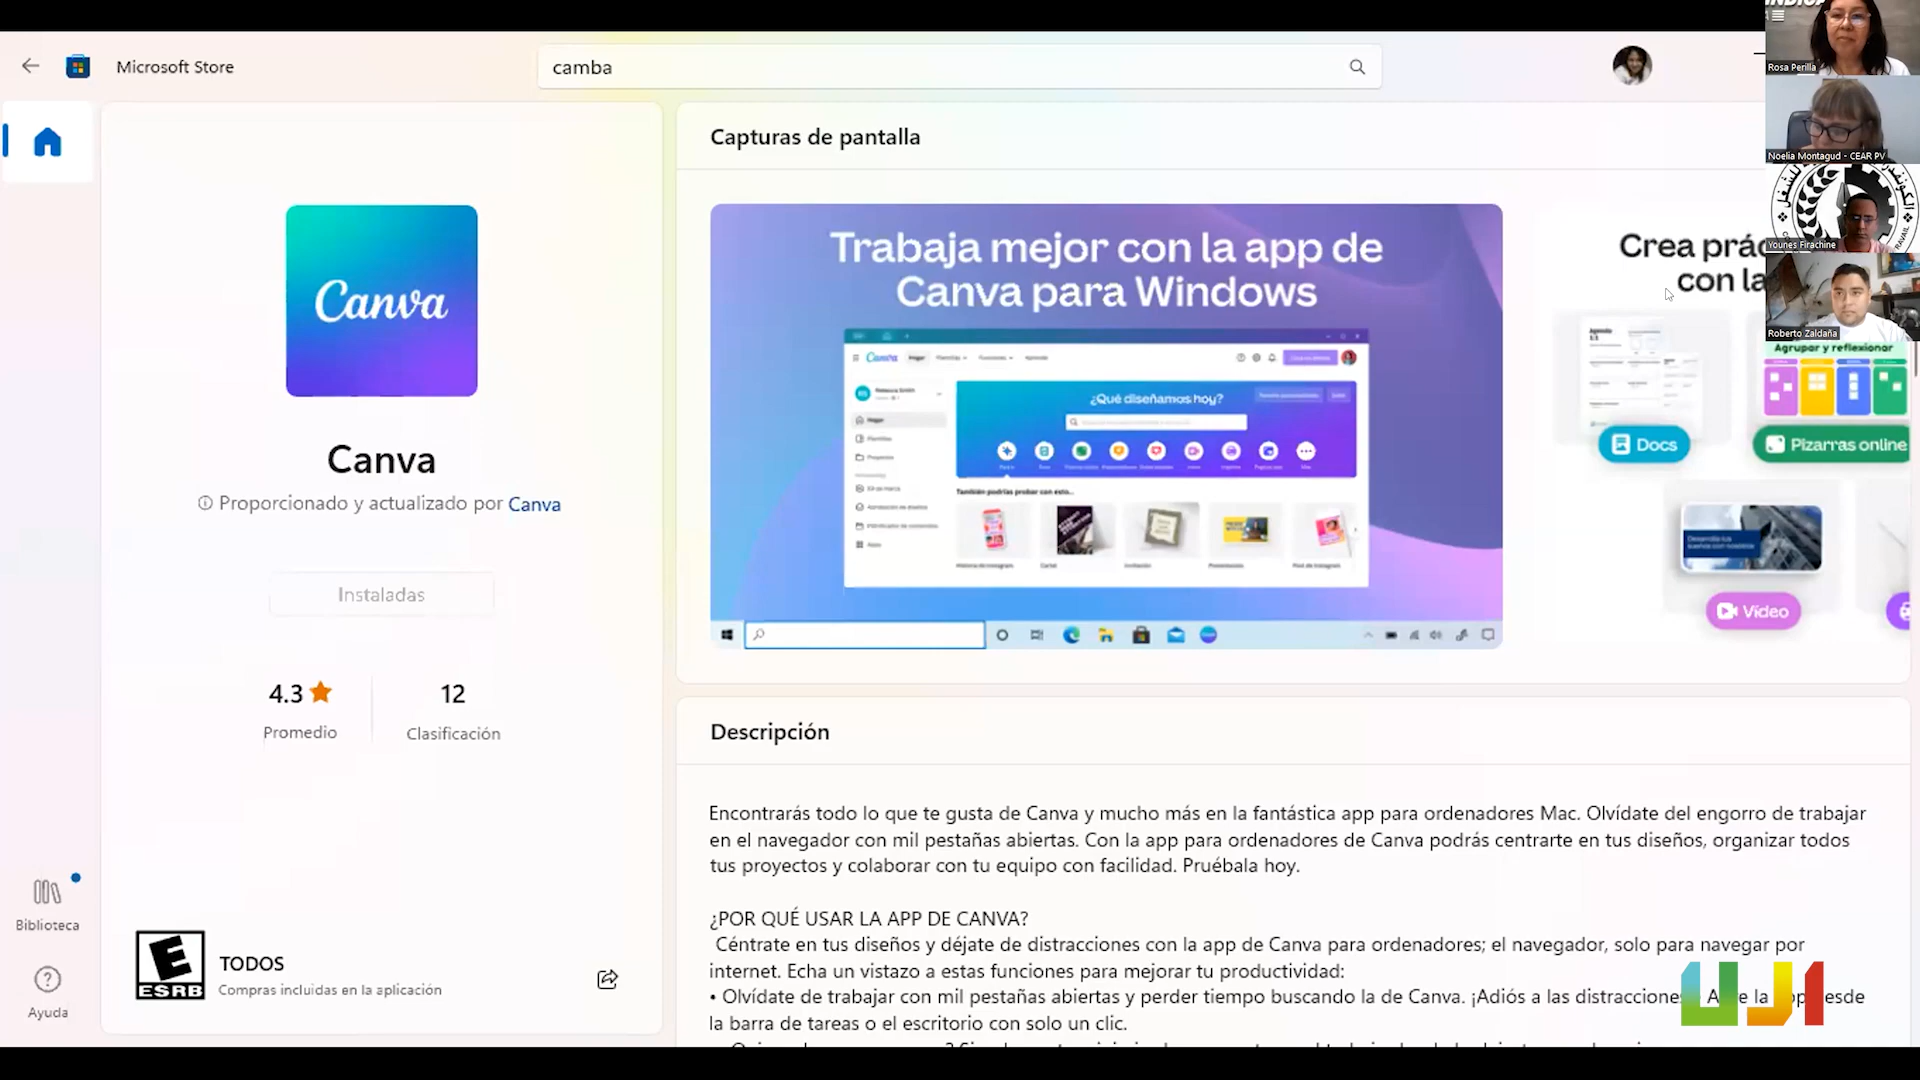 Microsoft Store
camba
Canva
Canva
Proporcionado y actualizado por Canva
Instaladas
4.3
12
Promedio
Clasificación
ESRB
TODOS
Compras incluidas en la aplicación
Biblioteca
Ayuda
Capturas de pantalla
Trabaja mejor con la app de
Canva para Windows
Canva
¿Qué diseñamos hoy?
También podrías probar con esto...
Crea
con la
Docs
Agrupar y reflexionar
Pizarras online
Vídeo
Descripción
Encontrarás todo lo que te gusta de Canva y mucho más en la fantástica app para ordenadores Mac. Olvídate del engorro de trabajar
en el navegador con mil pestañas abiertas. Con la app para ordenadores de Canva podrás centrarte en tus diseños, organizar todos
tus proyectos y colaborar con tu equipo con facilidad. Pruébala hoy.
¿POR QUÉ USAR LA APP DE CANVA?
Céntrate en tus diseños y déjate de distracciones con la app de Canva para ordenadores; el navegador, solo para navegar por
internet. Echa un vistazo a estas funciones para mejorar tu productividad:
• Olvídate de trabajar con mil pestañas abiertas y perder tiempo buscando la de Canva. ¡Adiós a las distracciones
la barra de tareas o el escritorio con solo un clic.
Rosa Perilla
Noelia Montagud - CEAR PV
Younes Firachine
Roberto Zaldaña
UJI